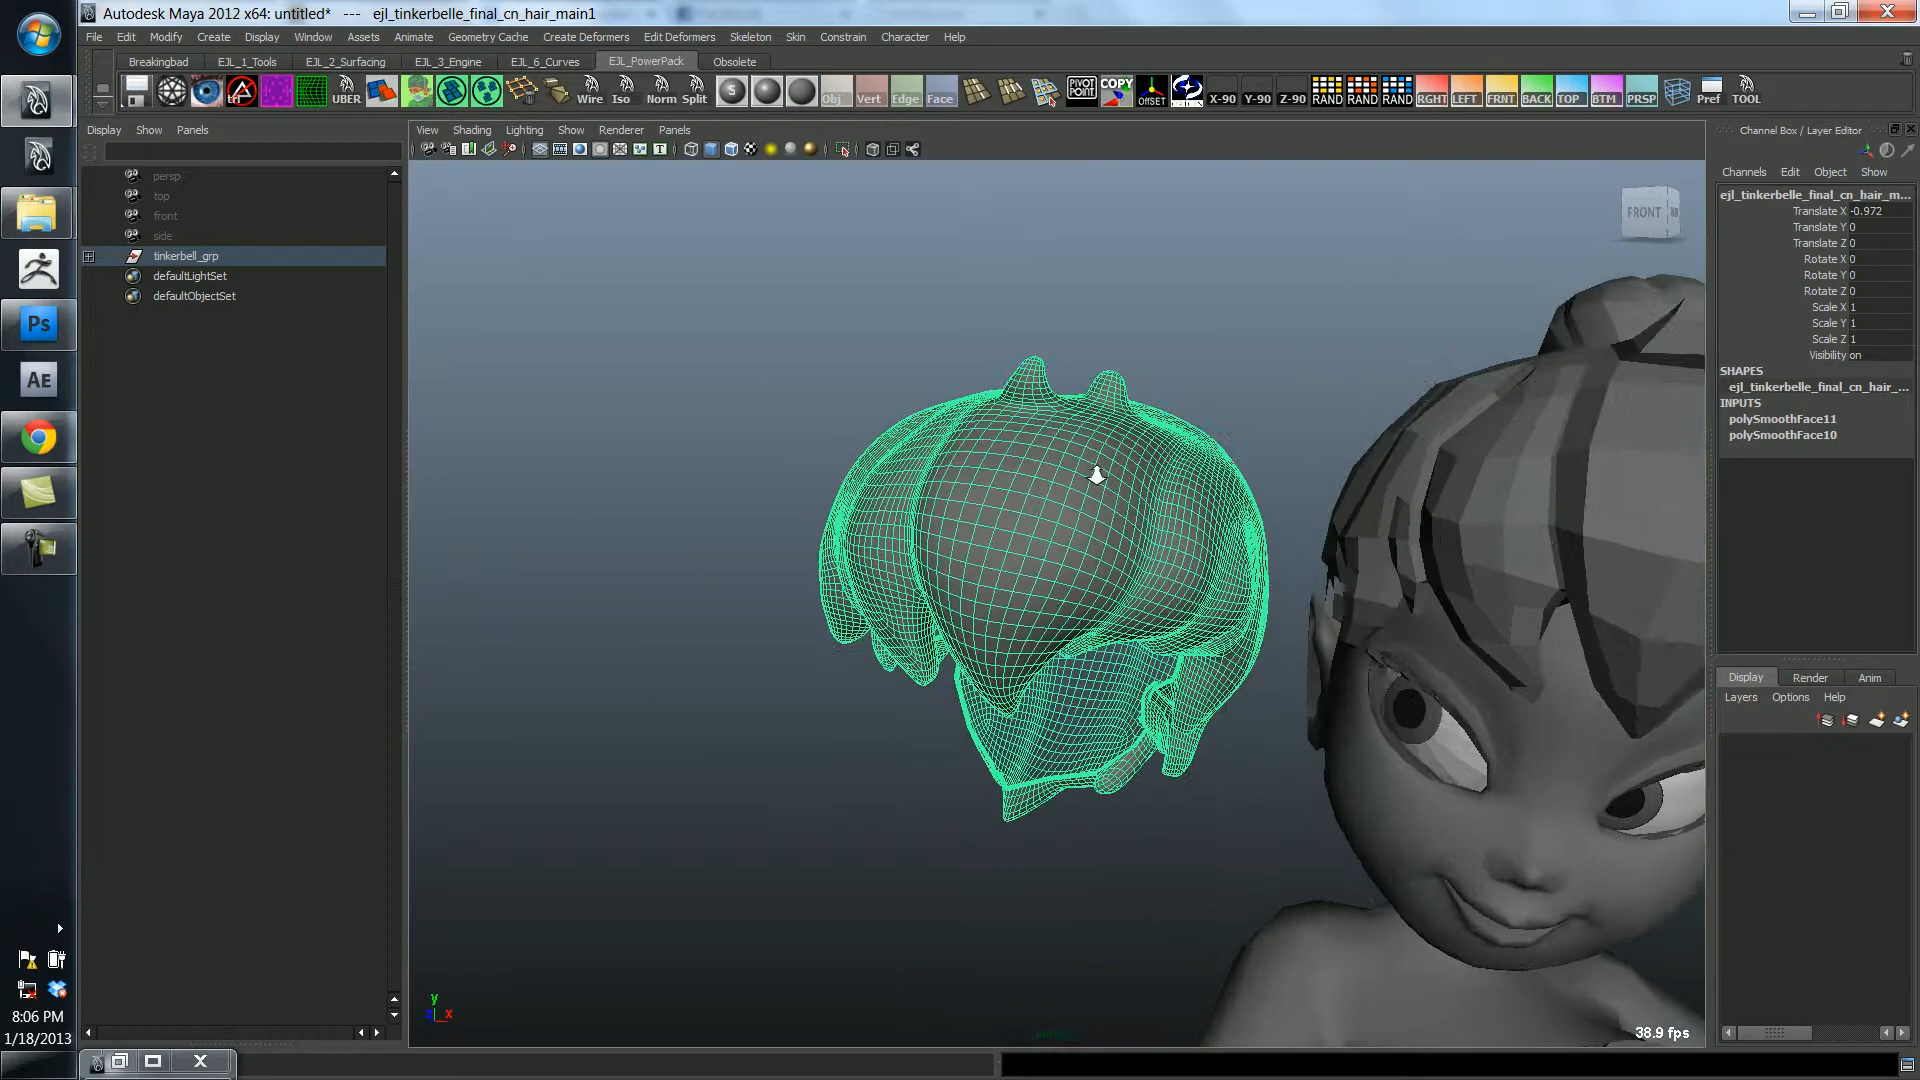 Autodesk Maya 2012 x64: untitled* --- ejl_tinkerbelle_final_cn_hair_main1
File Edit Modify Create Display Window Assets Animate Geometry Cache Create Deformers Edit Deformers Skeleton Skin Constrain Character Help
Breakingbad EJL_1_Tools EJL_2_Surfacing EJL_3_Engine EJL_6_Curves EJL_PowerPack Obsolete
tri UBER Wire Iso Norm Split S Obj Vert Edge Face PIVOT POINT COPY OFFSET X-90 Y-90 Z-90 RAND RAND RAND RGHT LEFT FRNT BACK TOP BTM PRSP Pref TOOL
Display Show Panels
View Shading Lighting Show Renderer Panels
Channel Box / Layer Editor
Channels Edit Object Show
persp
top
front
side
tinkerbell_grp
defaultLightSet
defaultObjectSet
FRONT
ejl_tinkerbelle_final_cn_hair_m...
Translate X -0.972
Translate Y 0
Translate Z 0
Rotate X 0
Rotate Y 0
Rotate Z 0
Scale X 1
Scale Y 1
Scale Z 1
Visibility on
SHAPES
ejl_tinkerbelle_final_cn_hair_...
INPUTS
polySmoothFace11
polySmoothFace10
Display Render Anim
Layers Options Help
Ps
AE
8:06 PM
1/18/2013
y
z x
38.9 fps